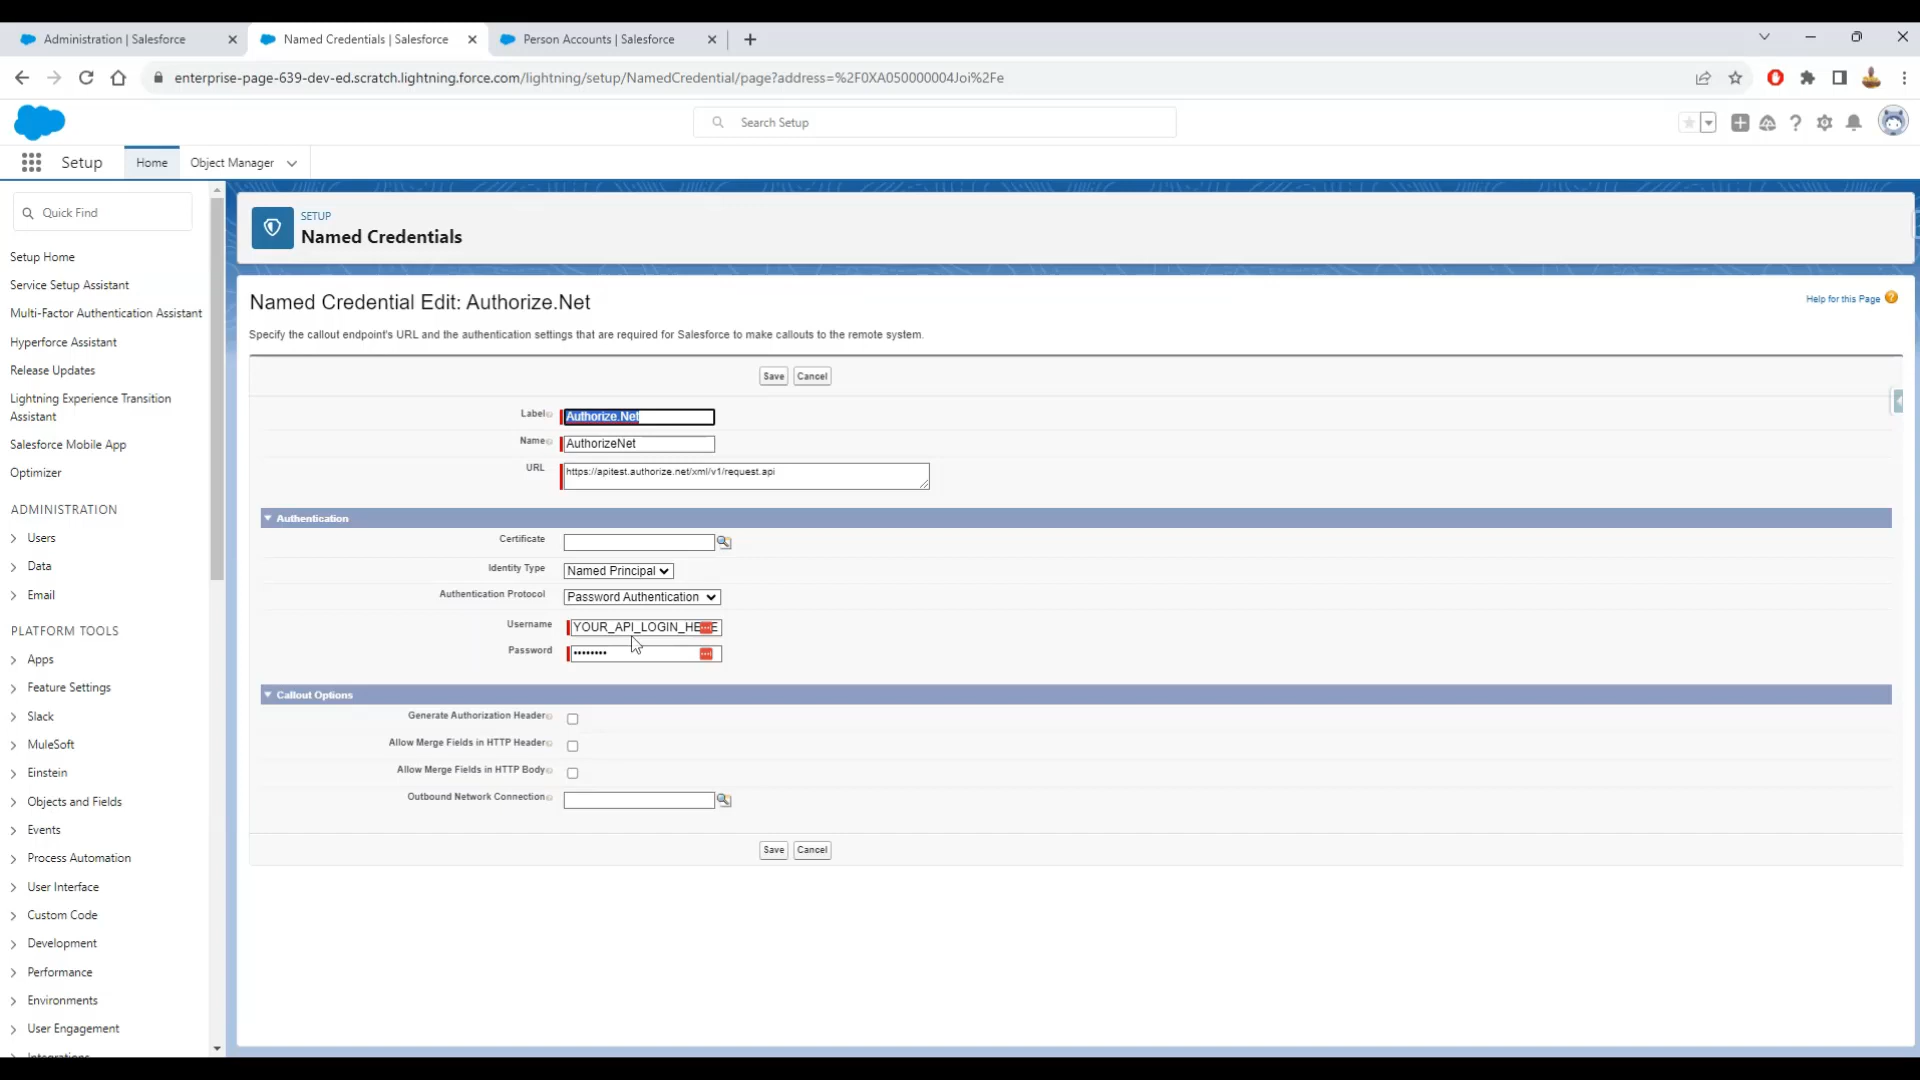 Administration | Salesforce
Named Credentials | Salesforce
Person Accounts | Salesforce
enterprise-page-639-dev-ed.scratch.lightning.force.com/lightning/setup/NamedCredential/page?address=%2F0XA050000004Joi%2Fe
Search Setup
Setup
Home
Object Manager
Quick Find
Setup Home
Service Setup Assistant
Multi-Factor Authentication Assistant
Hyperforce Assistant
Release Updates
Lightning Experience Transition
Assistant
Salesforce Mobile App
Optimizer
ADMINISTRATION
Users
Data
Email
PLATFORM TOOLS
Apps
Feature Settings
Slack
MuleSoft
Einstein
Objects and Fields
Events
Process Automation
User Interface
Custom Code
Development
Performance
Environments
User Engagement
Integrations
SETUP
Named Credentials
Named Credential Edit: Authorize.Net
Help for this Page
Specify the callout endpoint's URL and the authentication settings that are required for Salesforce to make callouts to the remote system.
Save Cancel
Label Authorize.Net
Name AuthorizeNet
URL https://apitest.authorize.net/xml/v1/request.api
Authentication
Certificate
Identity Type Named Principal
Authentication Protocol Password Authentication
Username YOUR_API_LOGIN_HE
Password ••••••••
Callout Options
Generate Authorization Header
Allow Merge Fields in HTTP Header
Allow Merge Fields in HTTP Body
Outbound Network Connection
Save Cancel